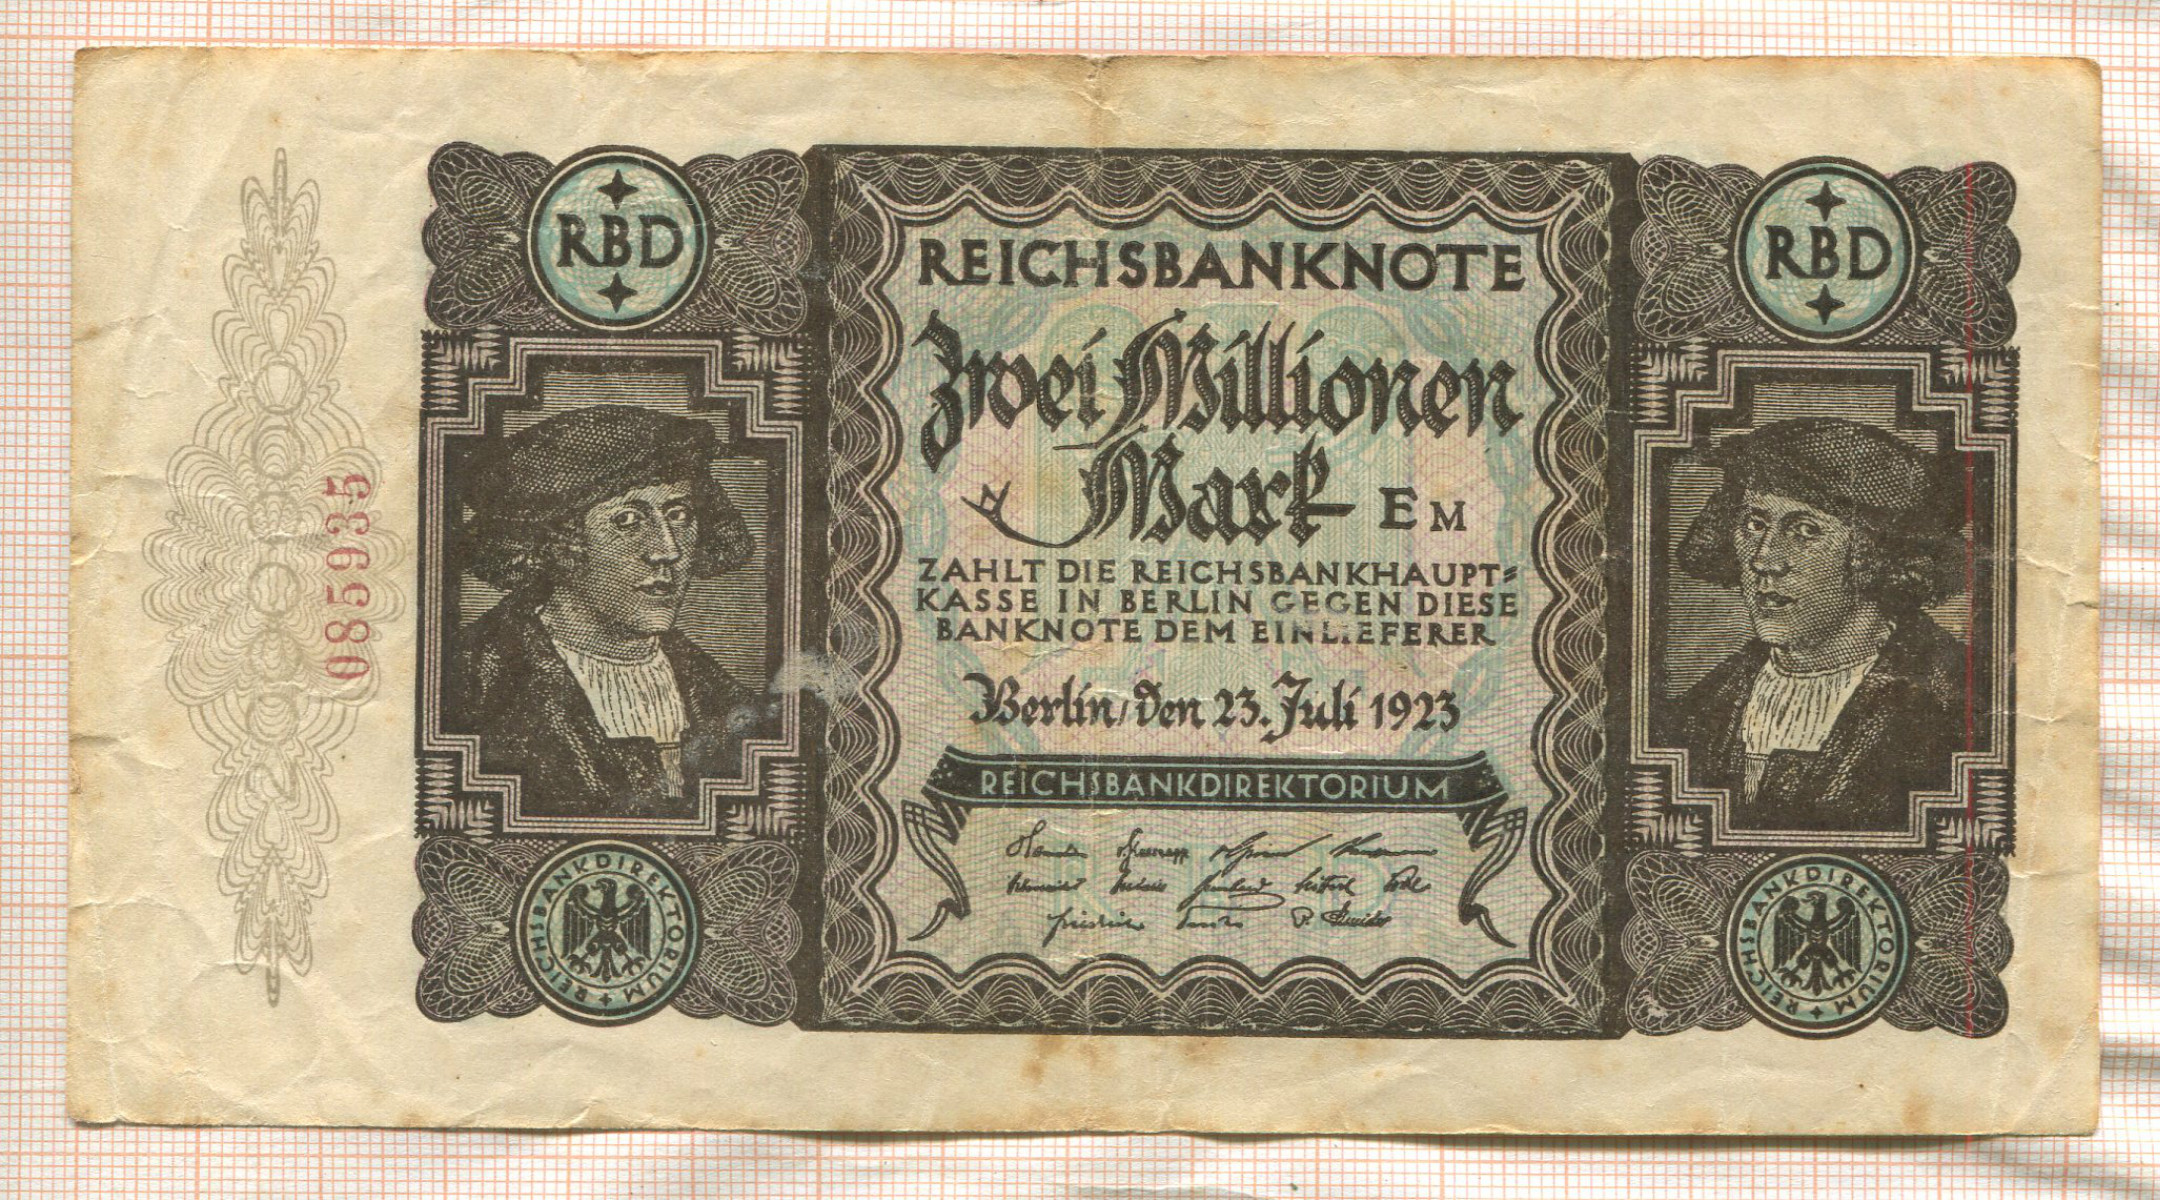 RBD
RBD
REICHSBANKNOTE
Zwei Millionen
Mark EM
ZAHLT DIE REICHSBANKHAUPT=
KASSE IN BERLIN GEGEN DIESE
BANKNOTE DEM EINLIEFERER
Berlin, den 23. Juli 1923
REICHSBANKDIREKTORIUM
085935
REICHSBANKDIREKTORIUM
REICHSBANKDIREKTORIUM